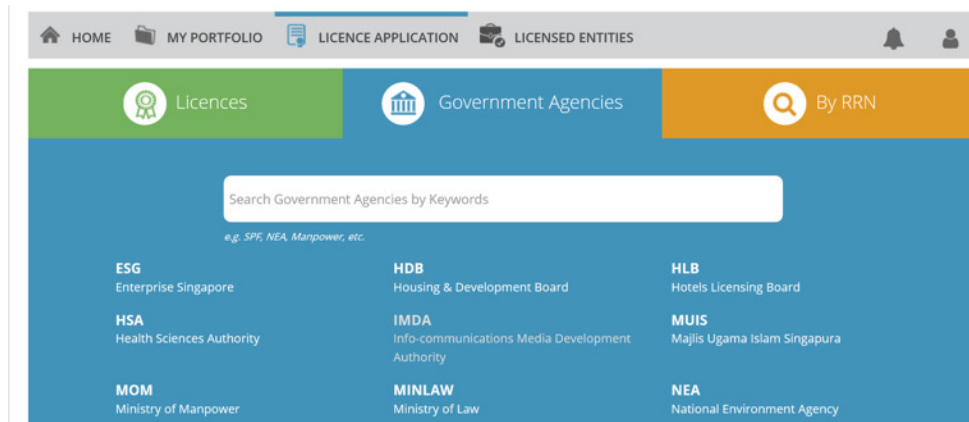 HOME MY PORTFOLIO LICENCE APPLICATION LICENSED ENTITIES
Licences Government Agencies By RRN
Search Government Agencies by Keywords
e.g. SPF, NEA, Manpower, etc.
ESG HDB HLB
Enterprise Singapore Housing & Development Board Hotels Licensing Board
HSA IMDA MUIS
Health Sciences Authority Info-communications Media Development Majlis Ugama Islam Singapura
Authority
MOM MINLAW NEA
Ministry of Manpower Ministry of Law National Environment Agency